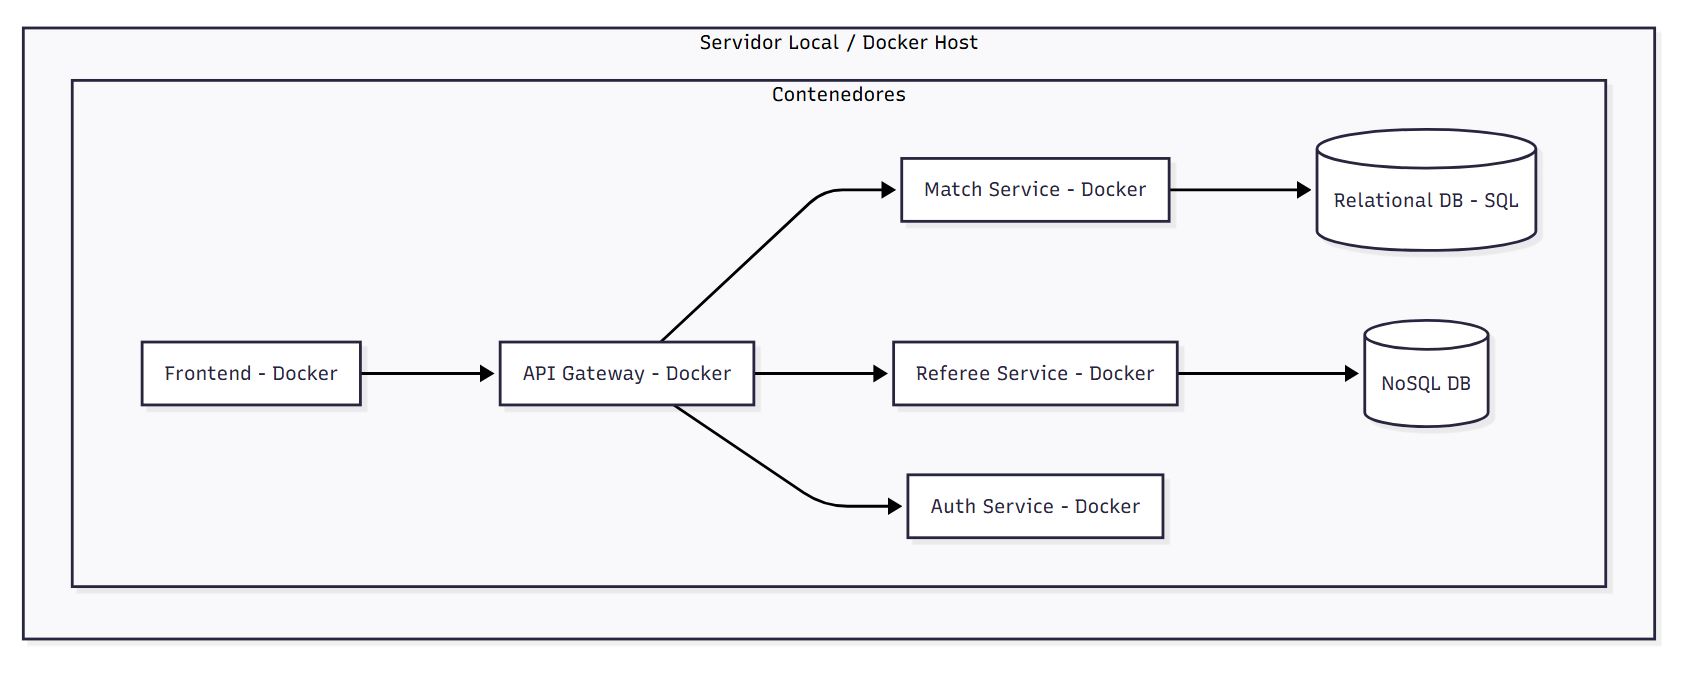 Servidor Local / Docker Host
Contenedores
Match Service - Docker
Relational DB - SQL
Frontend - Docker
API Gateway - Docker
Referee Service - Docker
NoSQL DB
Auth Service - Docker